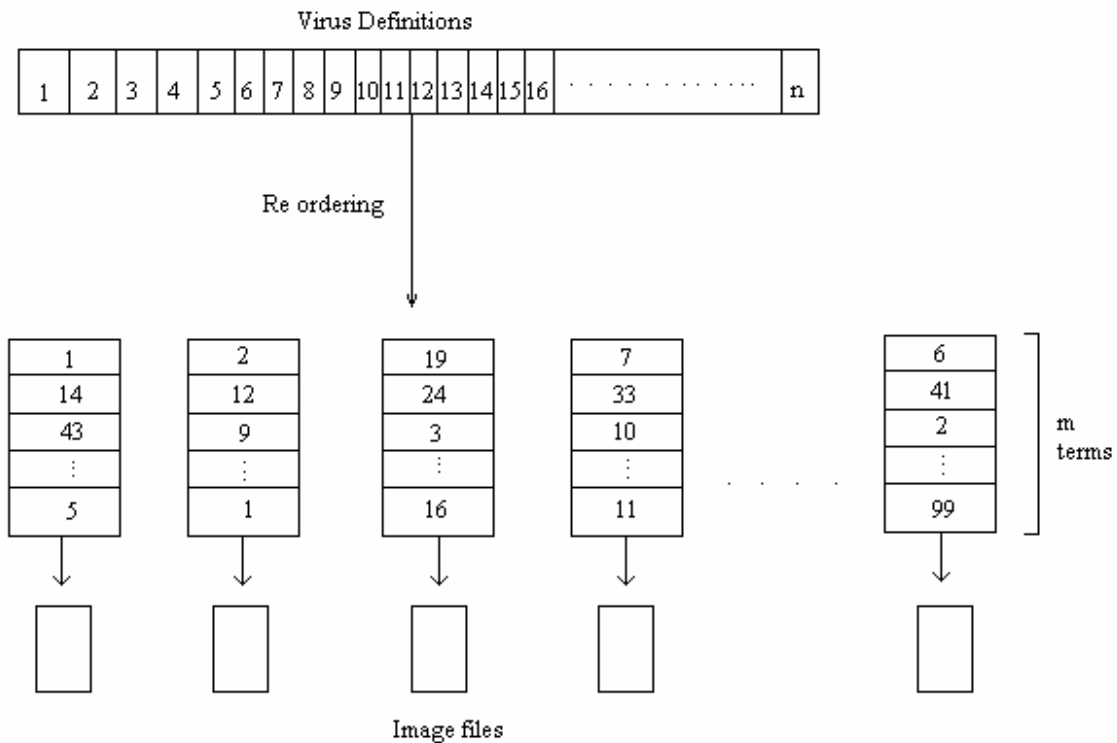 Virus Definitions
1 2 3 4 5 6 7 8 9 10 11 12 13 14 15 16 . . . . . . . . . . . . . . n
Re ordering
1 2 19 7 6
14 12 24 33 41
43 9 3 10 2
⋮ ⋮ ⋮ ⋮ ⋮
5 1 16 11 99
. . . .
m
terms
Image files